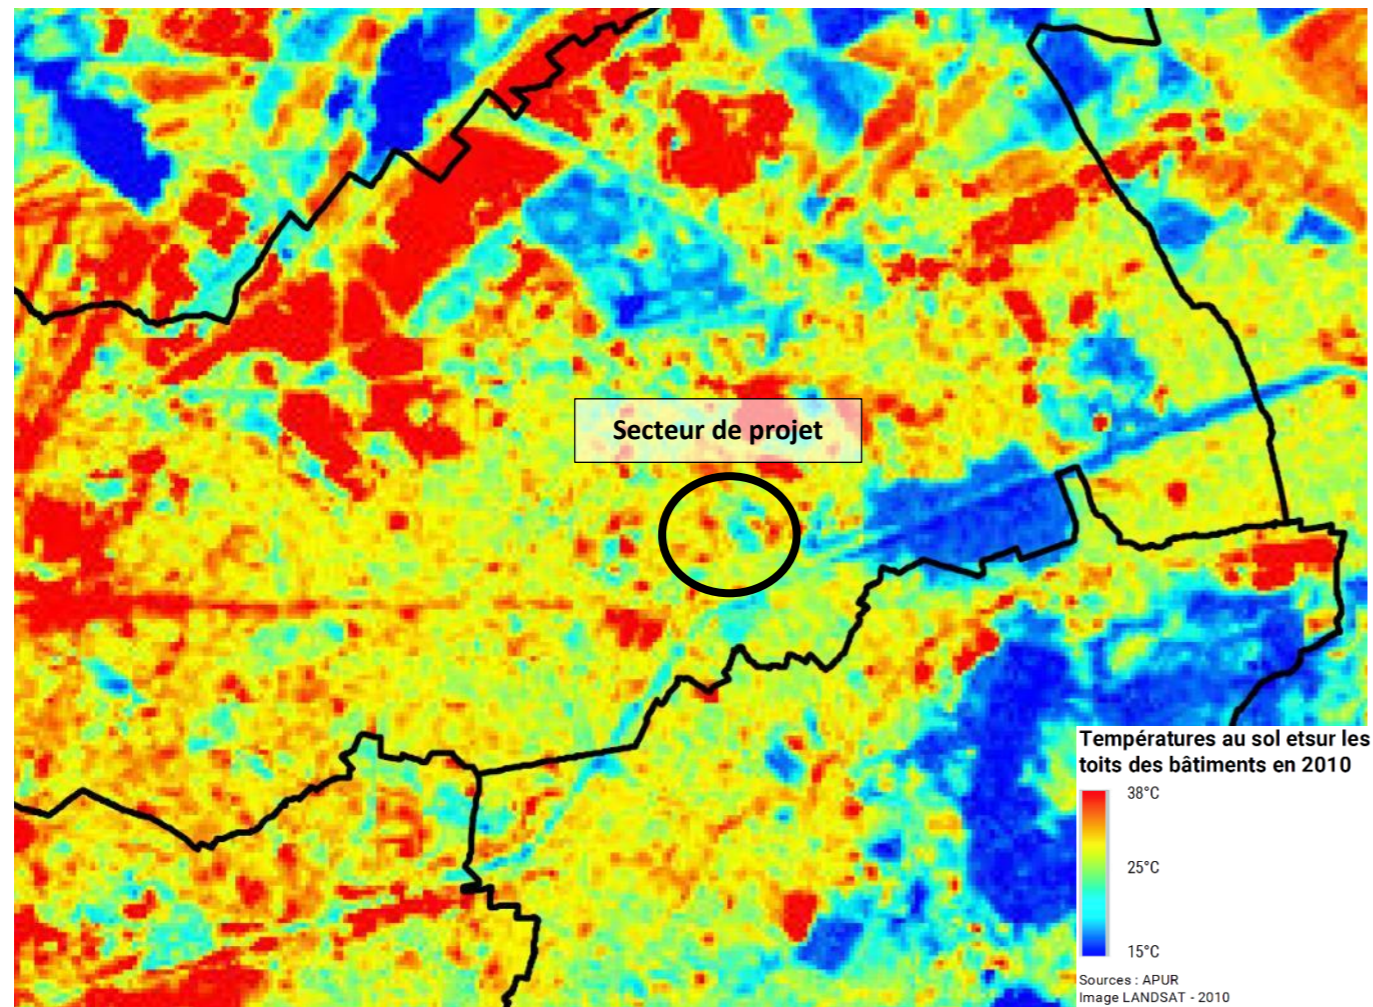 Secteur de projet
Températures au sol etsur les
toits des bâtiments en 2010
38°C
25°C
15°C
Sources : APUR
Image LANDSAT - 2010